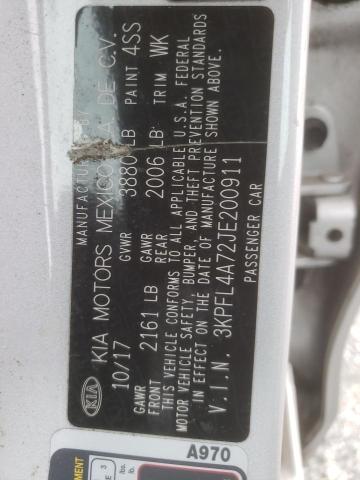 MANUFACTURED BY
KIA MOTORS MEXICO DE C.V.
10/17 GVWR 3880 LB PAINT 4SS
GAWR FRONT 2161 LB GAWR REAR 2006 LB TRIM WK
THIS VEHICLE CONFORMS TO ALL APPLICABLE U.S.A. FEDERAL
MOTOR VEHICLE SAFETY, BUMPER, AND THEFT PREVENTION STANDARDS
IN EFFECT ON THE DATE OF MANUFACTURE SHOWN ABOVE.
V.I.N. 3KPFL4A72JE200911
PASSENGER CAR
KIA
A970